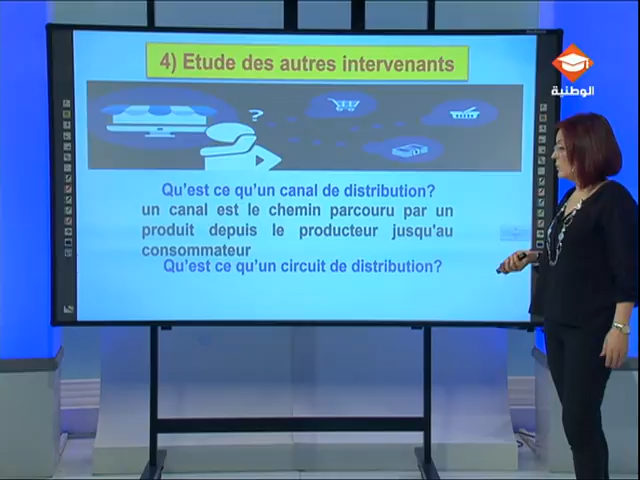 4) Etude des autres intervenants
الوطنية
?
Qu'est ce qu'un canal de distribution?
un canal est le chemin parcouru par un
produit depuis le producteur jusqu'au
consommateur
Qu'est ce qu'un circuit de distribution?